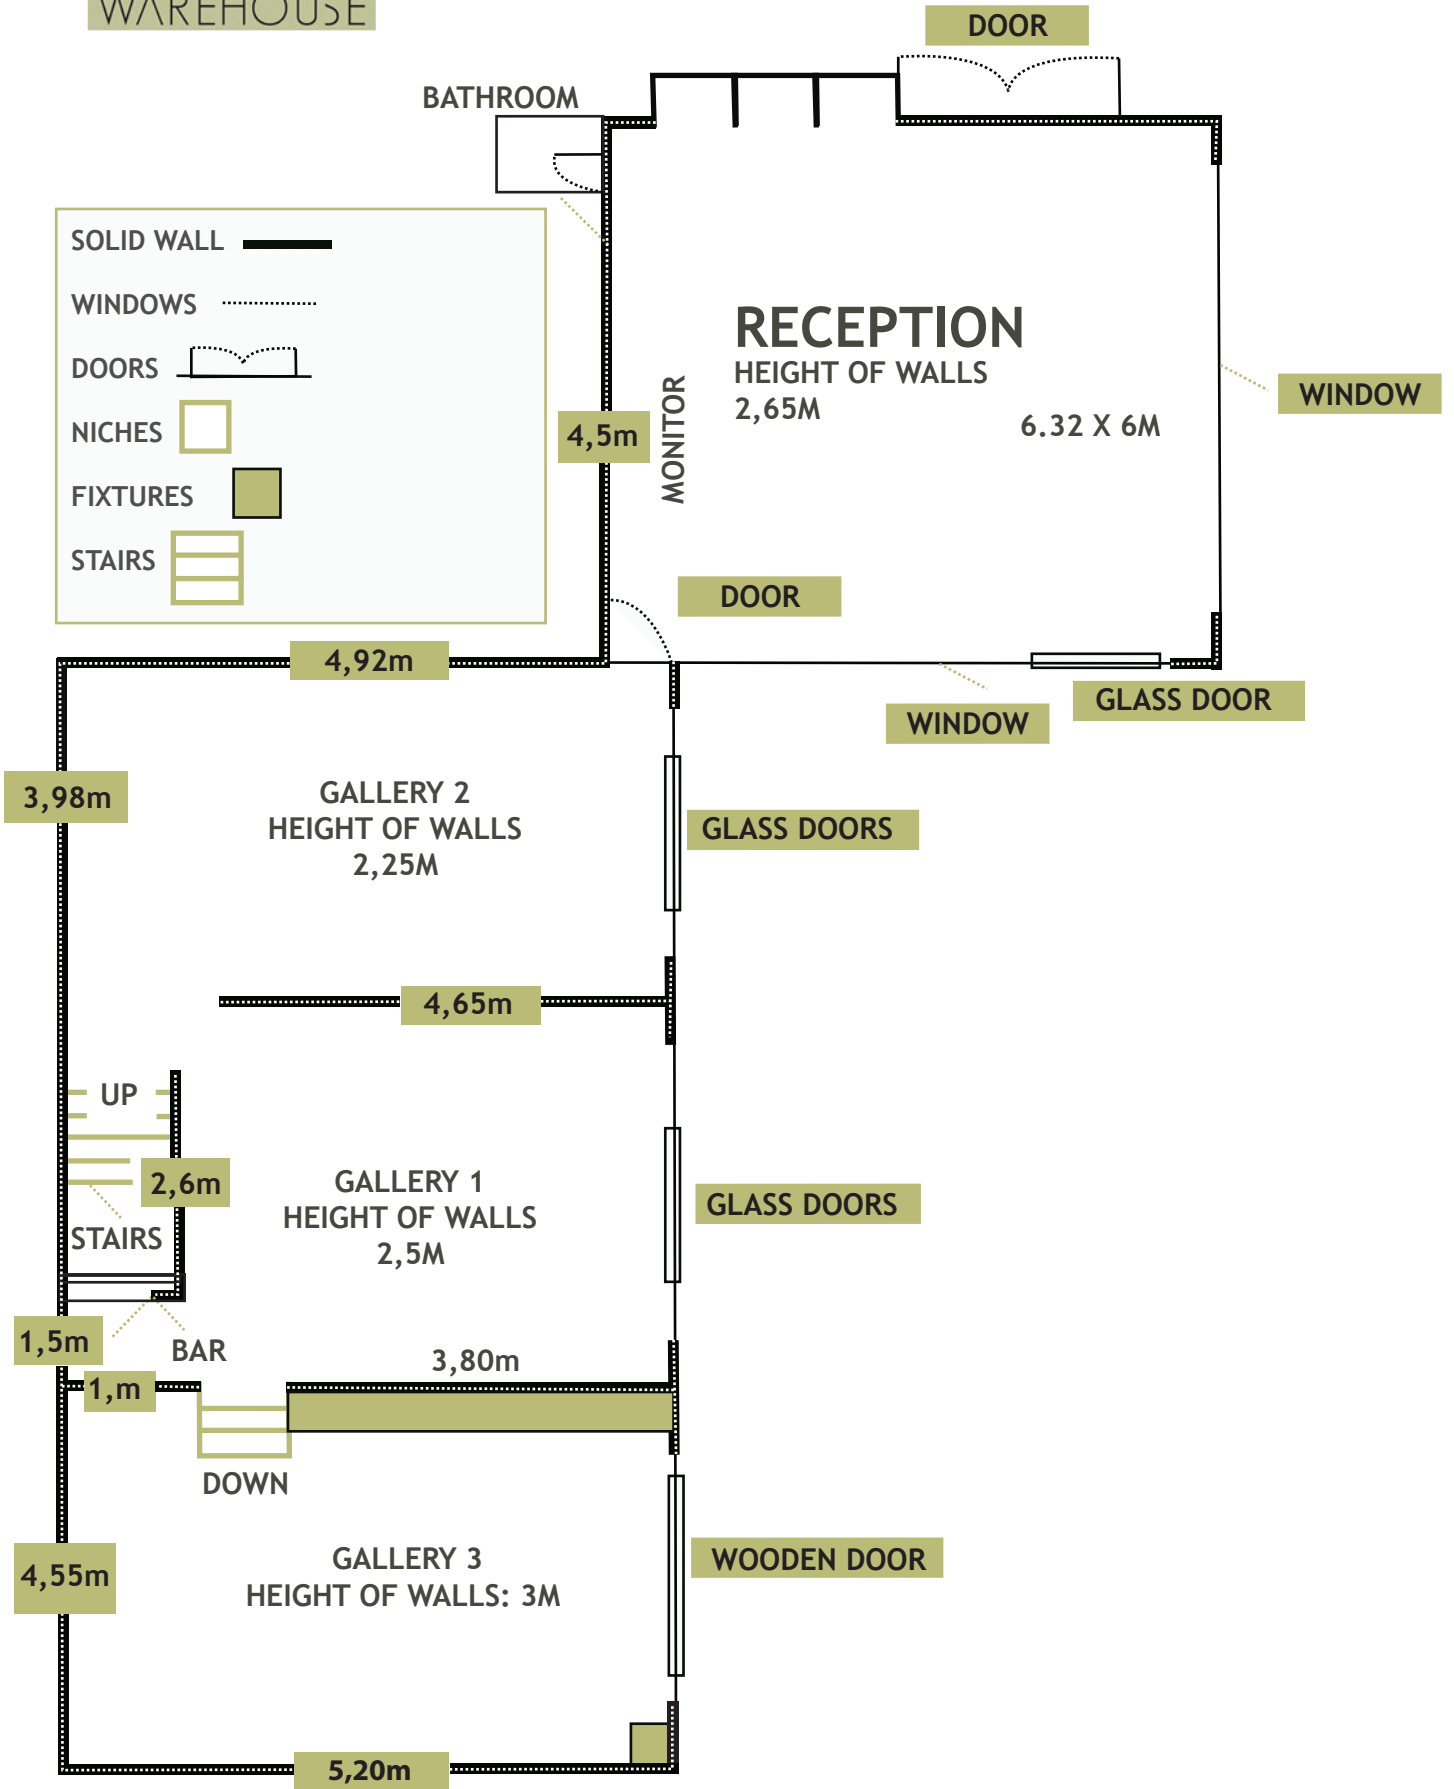 WAREHOUSE
DOOR
BATHROOM
SOLID WALL
WINDOWS
DOORS
NICHES
FIXTURES
STAIRS
RECEPTION
HEIGHT OF WALLS
2,65M
6.32 X 6M
WINDOW
4,5m
MONITOR
DOOR
4,92m
GLASS DOOR
WINDOW
3,98m
GALLERY 2
HEIGHT OF WALLS
2,25M
GLASS DOORS
4,65m
UP
2,6m
STAIRS
GALLERY 1
HEIGHT OF WALLS
2,5M
GLASS DOORS
1,5m
BAR
3,80m
1,m
DOWN
GALLERY 3
HEIGHT OF WALLS: 3M
WOODEN DOOR
4,55m
5,20m